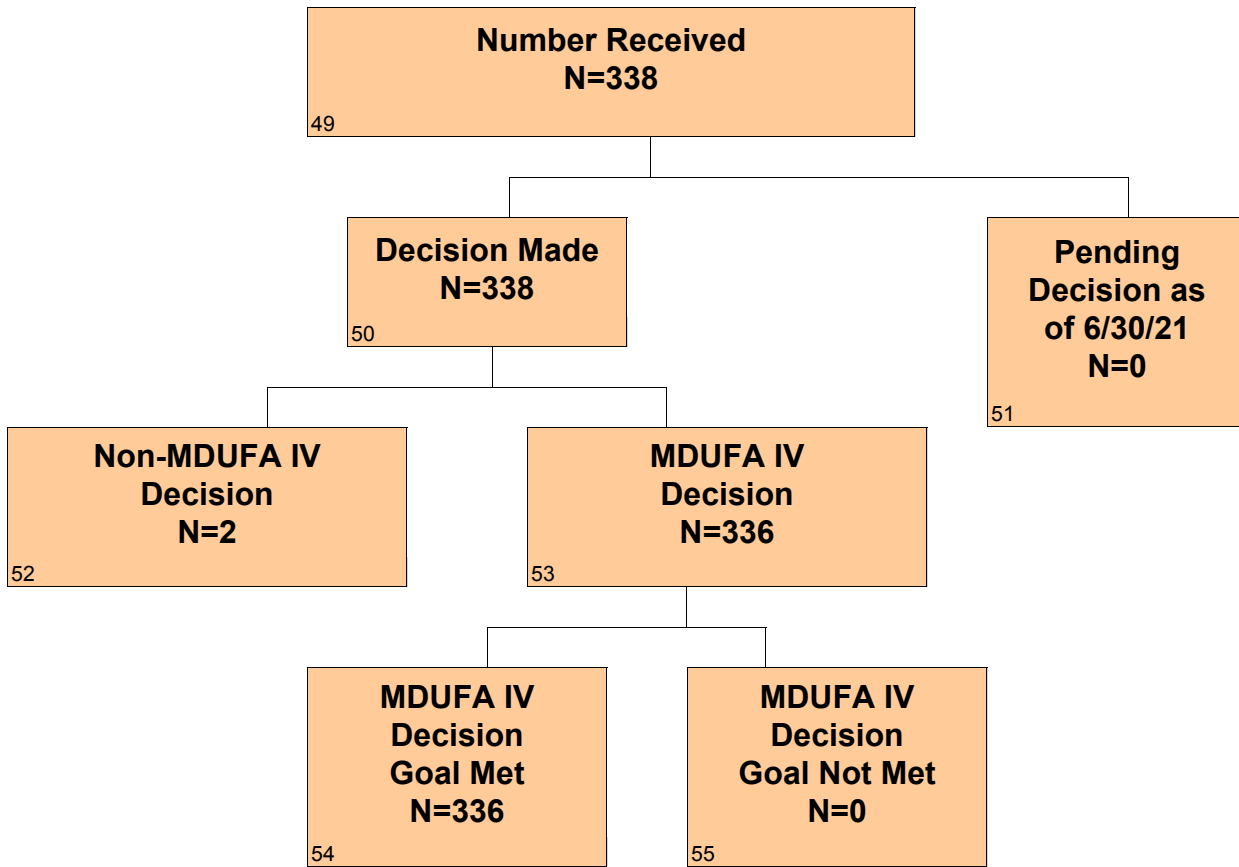 Number Received
N=338
49
Decision Made
N=338
50
Pending
Decision as
of 6/30/21
N=0
51
Non-MDUFA IV
Decision
N=2
52
MDUFA IV
Decision
N=336
53
MDUFA IV
Decision
Goal Met
N=336
54
MDUFA IV
Decision
Goal Not Met
N=0
55